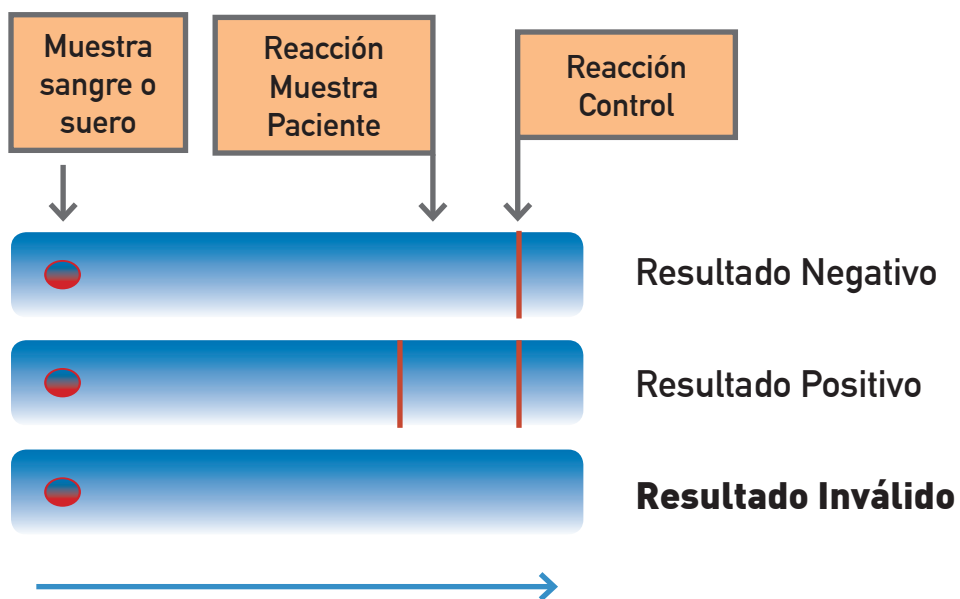 Muestra
sangre o
suero
Reacción
Muestra
Paciente
Reacción
Control
Resultado Negativo
Resultado Positivo
Resultado Inválido